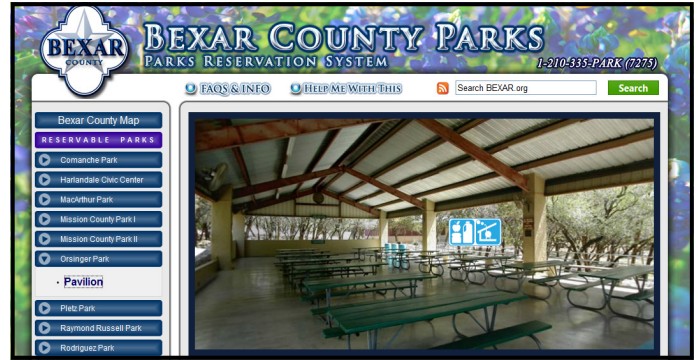 BEXAR
COUNTY
BEXAR COUNTY PARKS
PARKS RESERVATION SYSTEM
1-210-335-PARK (7275)
FAQS & INFO
HELP ME WITH THIS
Search BEXAR.org
Search
Bexar County Map
RESERVABLE PARKS
Comanche Park
Harlandale Civic Center
MacArthur Park
Mission County Park I
Mission County Park II
Orsinger Park
Pavilion
Pletz Park
Raymond Russell Park
Rodriguez Park